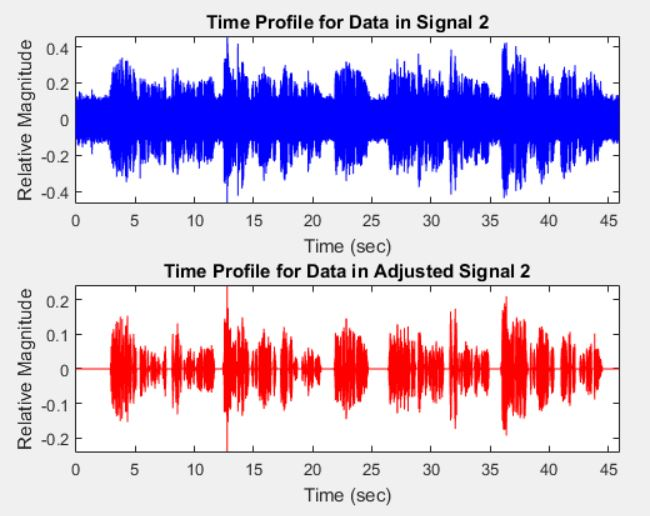 Time Profile for Data in Signal 2
Relative Magnitude
0.4
0.2
0
-0.2
-0.4
0 5 10 15 20 25 30 35 40 45
Time (sec)
Time Profile for Data in Adjusted Signal 2
Relative Magnitude
0.2
0.1
0
-0.1
-0.2
0 5 10 15 20 25 30 35 40 45
Time (sec)